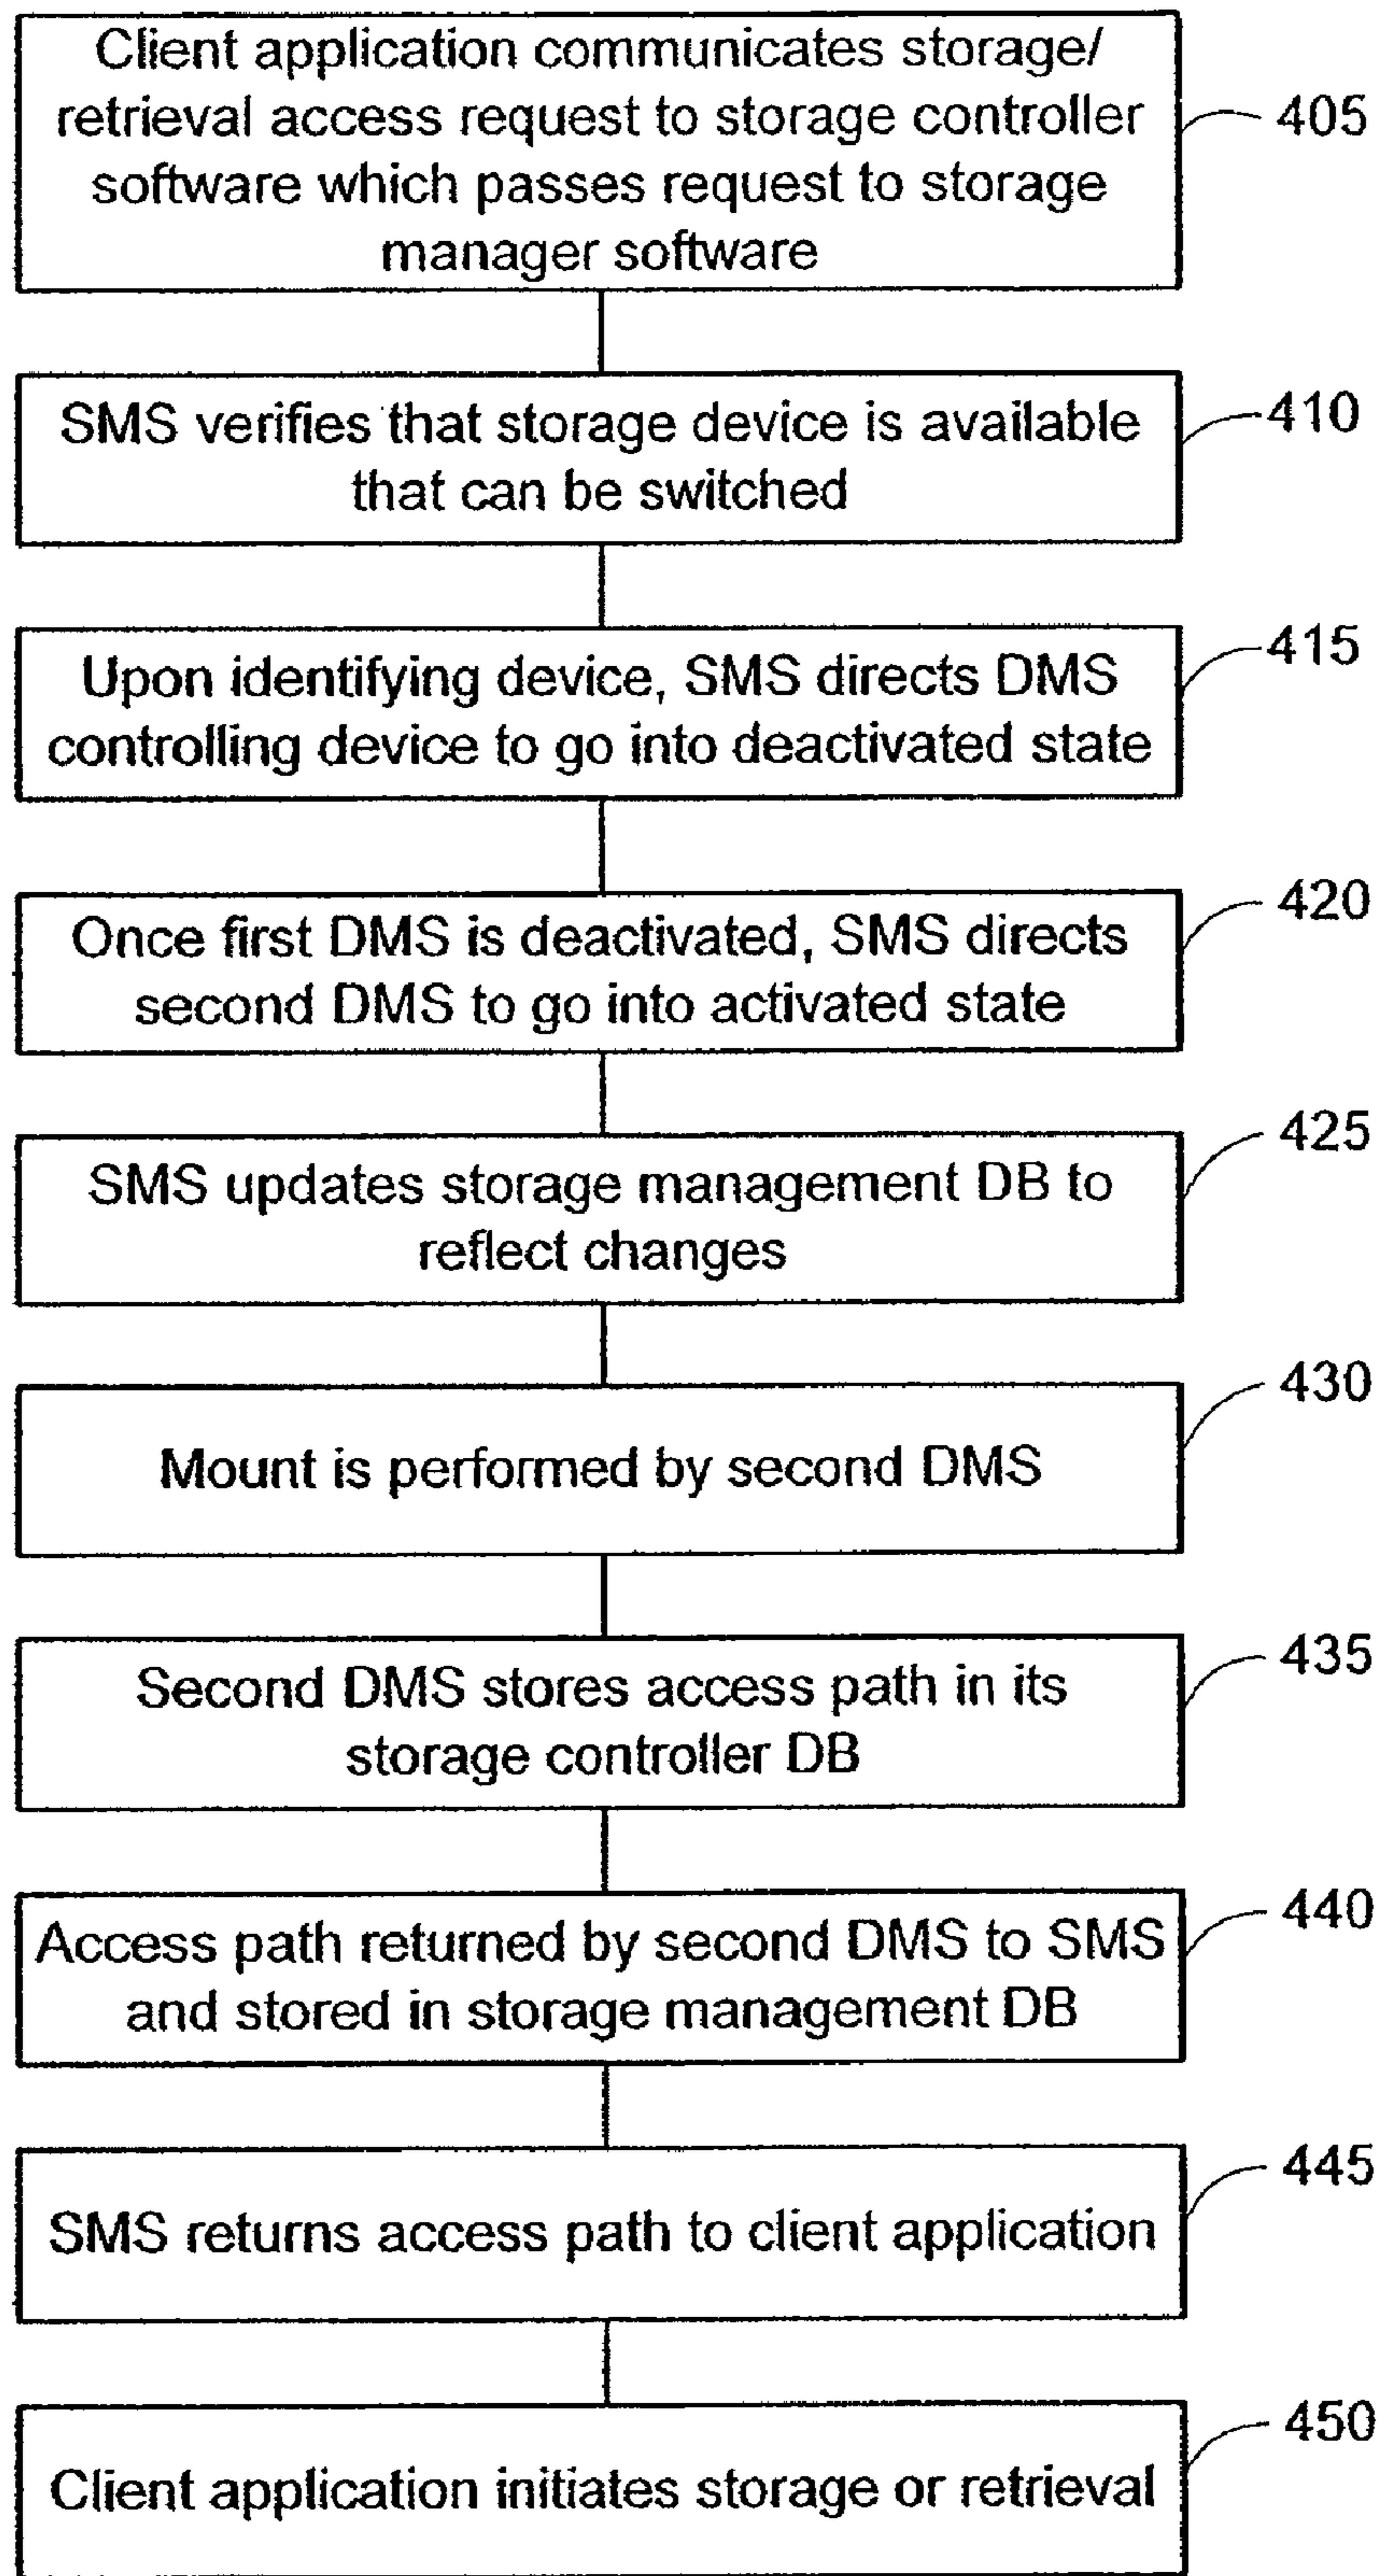 Client application communicates storage/
retrieval access request to storage controller
software which passes request to storage
manager software
405
SMS verifies that storage device is available
that can be switched
410
Upon identifying device, SMS directs DMS
controlling device to go into deactivated state
415
Once first DMS is deactivated, SMS directs
second DMS to go into activated state
420
SMS updates storage management DB to
reflect changes
425
Mount is performed by second DMS
430
Second DMS stores access path in its
storage controller DB
435
Access path returned by second DMS to SMS
and stored in storage management DB
440
SMS returns access path to client application
445
Client application initiates storage or retrieval
450